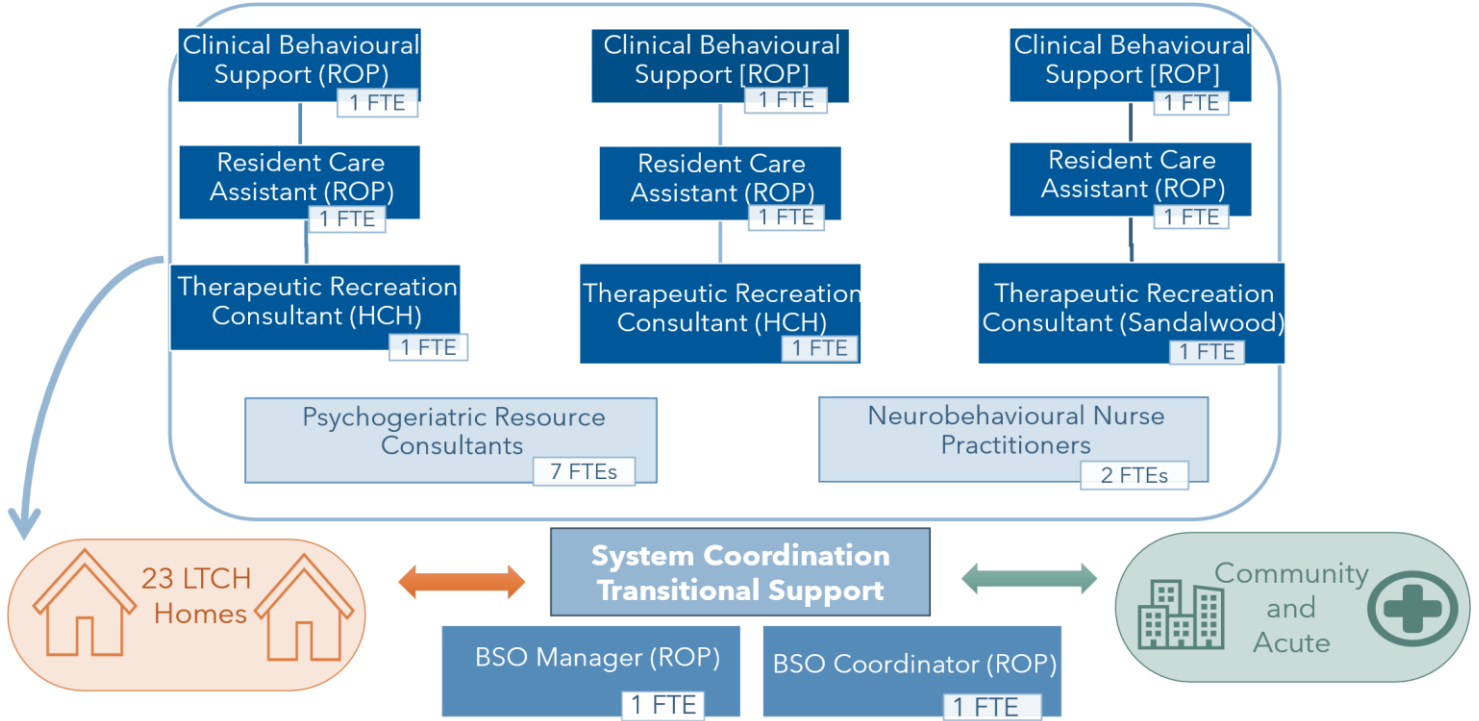 Clinical Behavioural
Support (ROP)
1 FTE
Clinical Behavioural
Support [ROP]
1 FTE
Clinical Behavioural
Support [ROP]
1 FTE
Resident Care
Assistant (ROP)
1 FTE
Resident Care
Assistant (ROP)
1 FTE
Resident Care
Assistant (ROP)
1 FTE
Therapeutic Recreation
Consultant (HCH)
1 FTE
Therapeutic Recreation
Consultant (HCH)
1 FTE
Therapeutic Recreation
Consultant (Sandalwood)
1 FTE
Psychogeriatric Resource
Consultants
7 FTEs
Neurobehavioural Nurse
Practitioners
2 FTEs
23 LTCH
Homes
System Coordination
Transitional Support
Community
and
Acute
BSO Manager (ROP)
1 FTE
BSO Coordinator (ROP)
1 FTE